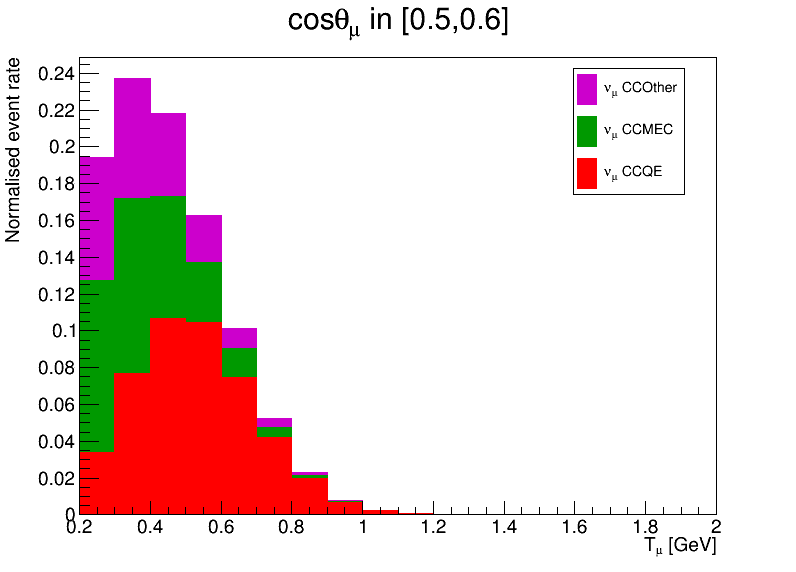 cosθμ in [0.5,0.6]
Normalised event rate
0.24
0.22
0.2
0.18
0.16
0.14
0.12
0.1
0.08
0.06
0.04
0.02
0
νμ CCOther
νμ CCMEC
νμ CCQE
0.2 0.4 0.6 0.8 1 1.2 1.4 1.6 1.8 2
Tμ [GeV]